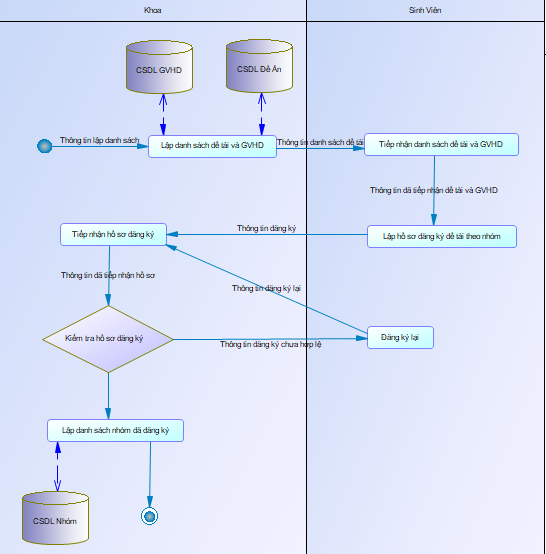 Khoa
Sinh Viên
CSDL GVHD
CSDL Đề Án
Thông tin lập danh sách
Lập danh sách đề tài và GVHD
Thông tin danh sách đề tài
Tiếp nhận danh sách đề tài và GVHD
Thông tin đã tiếp nhận đề tài và GVHD
Tiếp nhận hồ sơ đăng ký
Thông tin đăng ký
Lập hồ sơ đăng ký đề tài theo nhóm
Thông tin đã tiếp nhận hồ sơ
Thông tin đăng ký lại
Kiểm tra hồ sơ đăng ký
Thông tin đăng ký chưa hợp lệ
Đăng ký lại
Lập danh sách nhóm đã đăng ký
CSDL Nhóm